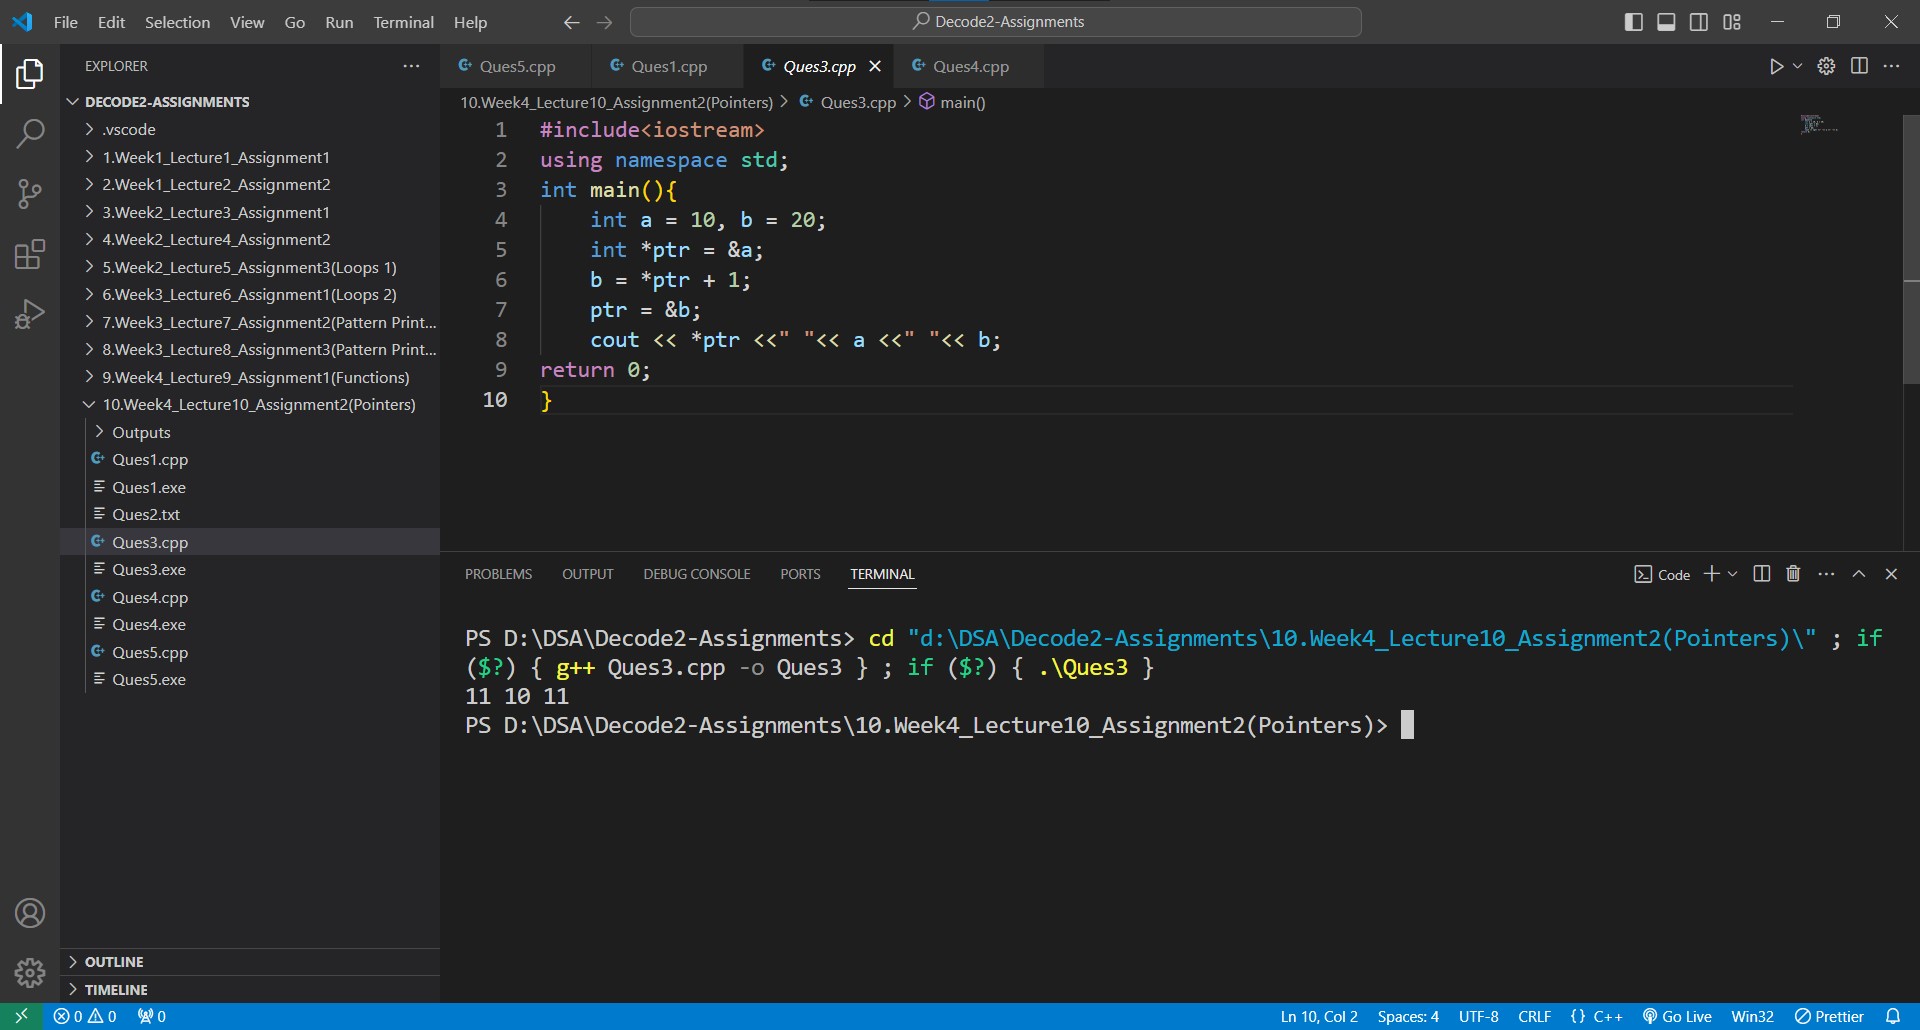 File Edit Selection View Go Run Terminal Help
Decode2-Assignments
EXPLORER
DECODE2-ASSIGNMENTS
.vscode
1.Week1_Lecture1_Assignment1
2.Week1_Lecture2_Assignment2
3.Week2_Lecture3_Assignment1
4.Week2_Lecture4_Assignment2
5.Week2_Lecture5_Assignment3(Loops 1)
6.Week3_Lecture6_Assignment1(Loops 2)
7.Week3_Lecture7_Assignment2(Pattern Print...
8.Week3_Lecture8_Assignment3(Pattern Print...
9.Week4_Lecture9_Assignment1(Functions)
10.Week4_Lecture10_Assignment2(Pointers)
Outputs
Ques1.cpp
Ques1.exe
Ques2.txt
Ques3.cpp
Ques3.exe
Ques4.cpp
Ques4.exe
Ques5.cpp
Ques5.exe
OUTLINE
TIMELINE
Ques5.cpp Ques1.cpp Ques3.cpp Ques4.cpp
10.Week4_Lecture10_Assignment2(Pointers) > Ques3.cpp > main()
1 #include<iostream>
2 using namespace std;
3 int main(){
4 int a = 10, b = 20;
5 int *ptr = &a;
6 b = *ptr + 1;
7 ptr = &b;
8 cout << *ptr <<" "<< a <<" "<< b;
9 return 0;
10 }
PROBLEMS OUTPUT DEBUG CONSOLE PORTS TERMINAL
Code
PS D:\DSA\Decode2-Assignments> cd "d:\DSA\Decode2-Assignments\10.Week4_Lecture10_Assignment2(Pointers)\" ; if
($?) { g++ Ques3.cpp -o Ques3 } ; if ($?) { .\Ques3 }
11 10 11
PS D:\DSA\Decode2-Assignments\10.Week4_Lecture10_Assignment2(Pointers)>
0 0 0 Ln 10, Col 2 Spaces: 4 UTF-8 CRLF {} C++ Go Live Win32 Prettier